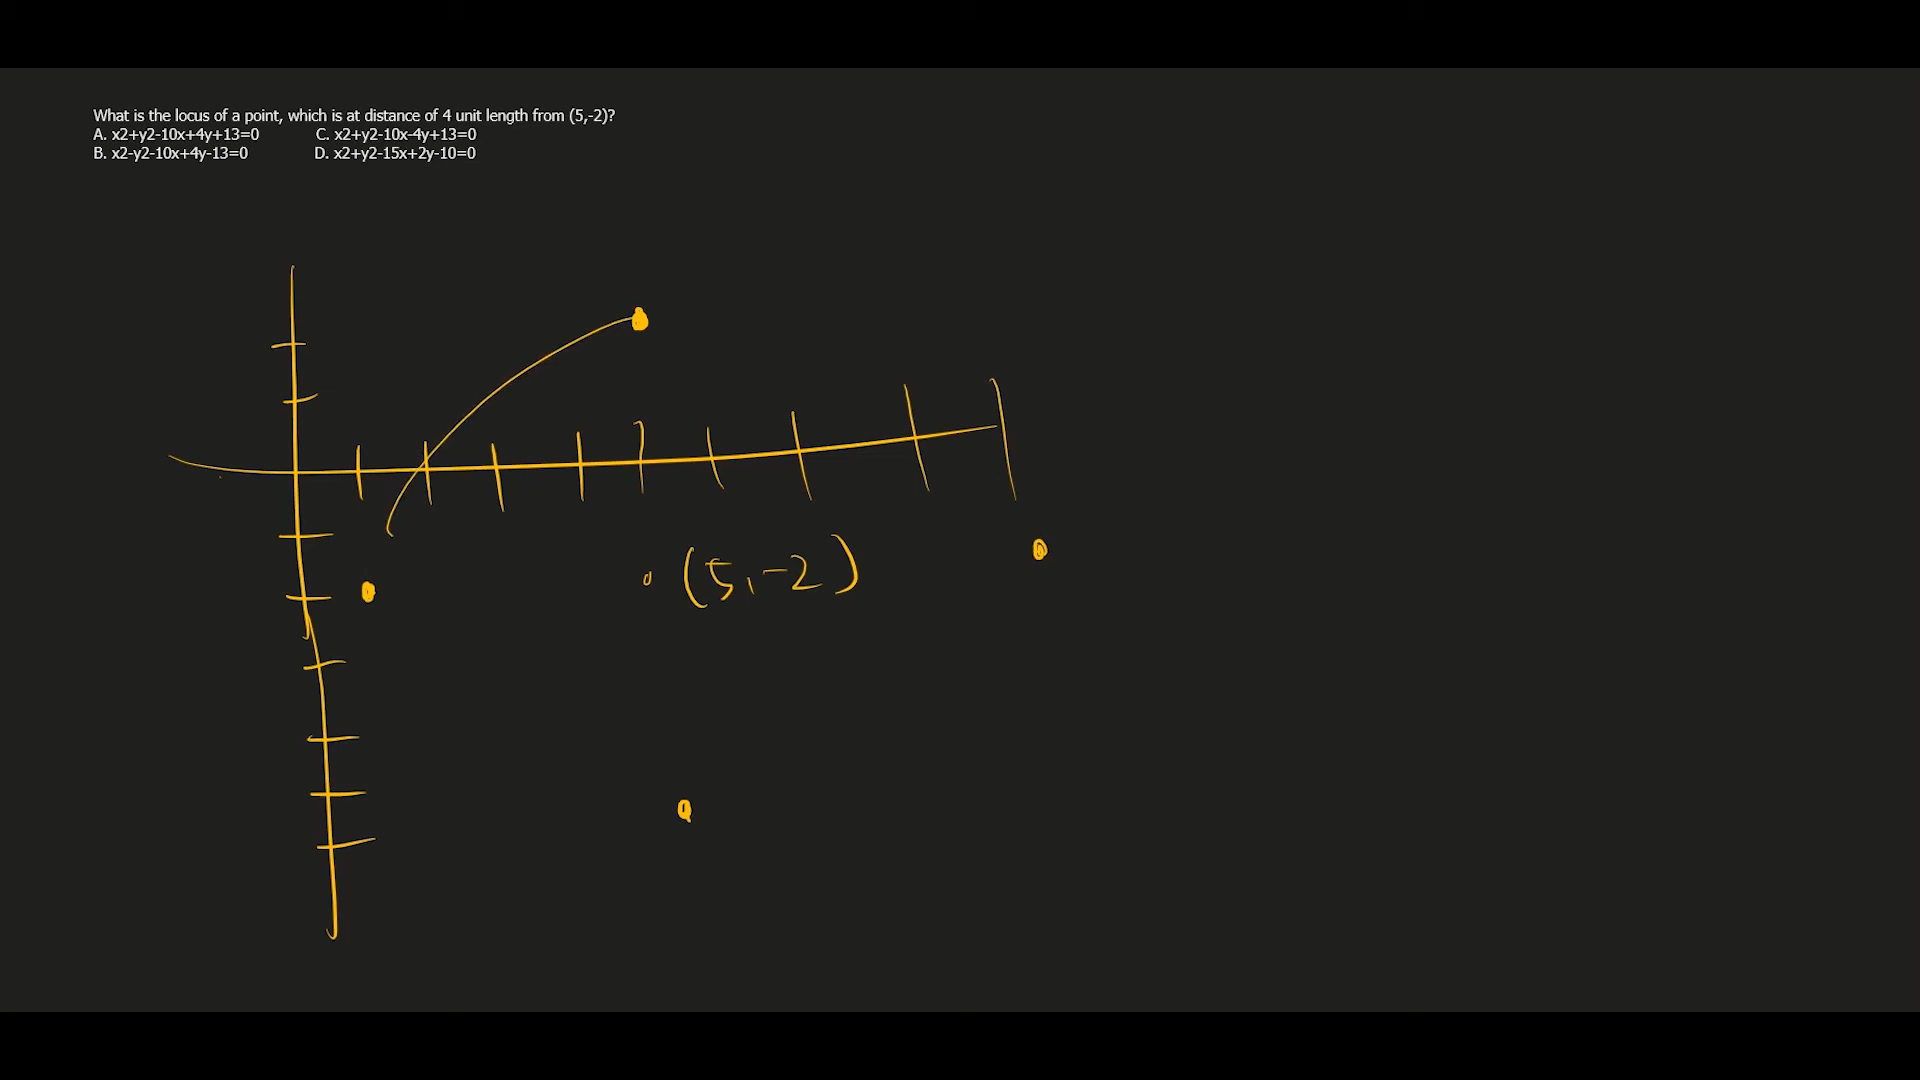 What is the locus of a point, which is at distance of 4 unit length from (5,-2)?
A. x2+y2-10x+4y+13=0 C. x2+y2-10x-4y+13=0
B. x2-y2-10x+4y-13=0 D. x2+y2-15x+2y-10=0
(5,-2)